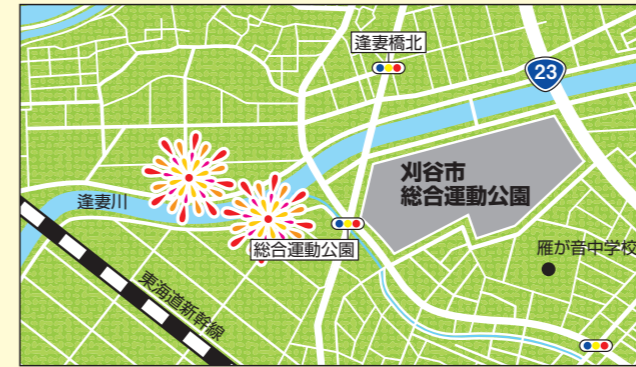 逢妻橋北
23
刈谷市
総合運動公園
逢妻川
総合運動公園
雁が音中学校
東海道新幹線